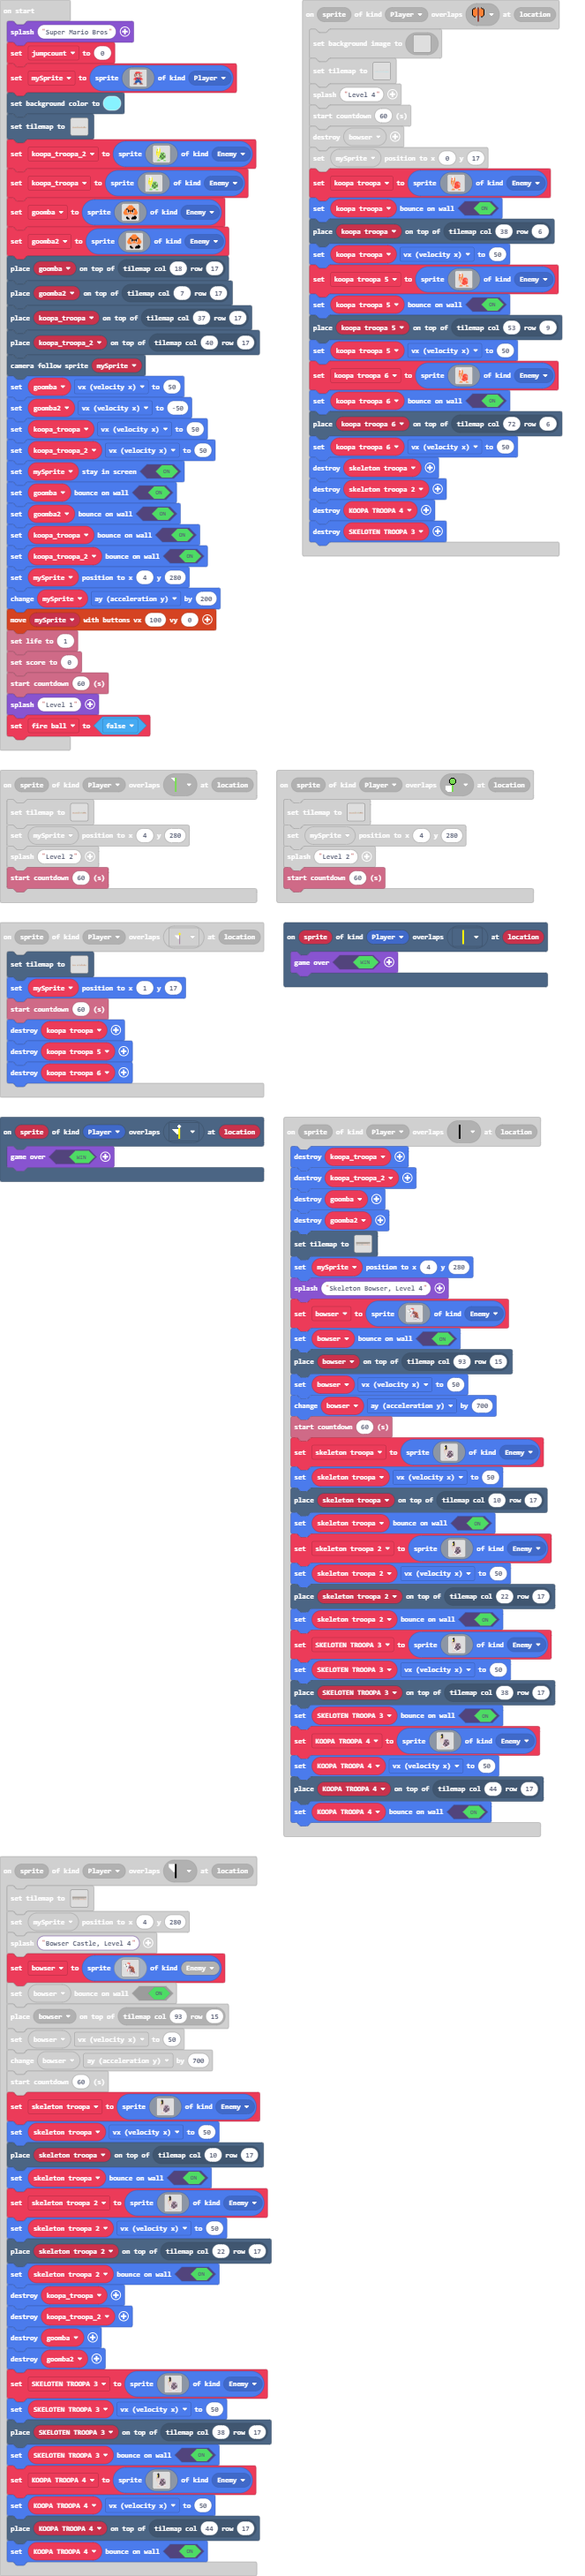 on start
splash "Super Mario Bros"
set jumpcount to 0
set mySprite to sprite of kind Player
set background color to
set tilemap to
set koopa_troopa_2 to sprite of kind Enemy
set koopa_troopa to sprite of kind Enemy
set goomba to sprite of kind Enemy
set goomba2 to sprite of kind Enemy
place goomba on top of tilemap col 18 row 17
place goomba2 on top of tilemap col 7 row 17
place koopa_troopa on top of tilemap col 37 row 17
place koopa_troopa_2 on top of tilemap col 40 row 17
camera follow sprite mySprite
set goomba vx (velocity x) to 50
set goomba2 vx (velocity x) to -50
set koopa_troopa vx (velocity x) to 50
set koopa_troopa_2 vx (velocity x) to 50
set mySprite stay in screen ON
set goomba bounce on wall ON
set goomba2 bounce on wall ON
set koopa_troopa bounce on wall ON
set koopa_troopa_2 bounce on wall ON
set mySprite position to x 4 y 280
change mySprite ay (acceleration y) by 200
move mySprite with buttons vx 100 vy 0
set life to 1
set score to 0
start countdown 60 (s)
splash "Level 1"
set fire ball to false
on sprite of kind Player overlaps at location
set background image to
set tilemap to
splash "Level 4"
start countdown 60 (s)
destroy bowser
set mySprite position to x 0 y 17
set koopa troopa to sprite of kind Enemy
set koopa troopa bounce on wall ON
place koopa troopa on top of tilemap col 38 row 6
set koopa troopa vx (velocity x) to 50
set koopa troopa 5 to sprite of kind Enemy
set koopa troopa 5 bounce on wall ON
place koopa troopa 5 on top of tilemap col 53 row 9
set koopa troopa 5 vx (velocity x) to 50
set koopa troopa 6 to sprite of kind Enemy
set koopa troopa 6 bounce on wall ON
place koopa troopa 6 on top of tilemap col 72 row 6
set koopa troopa 6 vx (velocity x) to 50
destroy skeleton troopa
destroy skeleton troopa 2
destroy KOOPA TROOPA 4
destroy SKELOTEN TROOPA 3
on sprite of kind Player overlaps at location
set tilemap to
set mySprite position to x 4 y 280
splash "Level 2"
start countdown 60 (s)
on sprite of kind Player overlaps at location
set tilemap to
set mySprite position to x 4 y 280
splash "Level 2"
start countdown 60 (s)
on sprite of kind Player overlaps at location
set tilemap to
set mySprite position to x 1 y 17
start countdown 60 (s)
destroy koopa troopa
destroy koopa troopa 5
destroy koopa troopa 6
on sprite of kind Player overlaps at location
game over WIN
on sprite of kind Player overlaps at location
game over WIN
on sprite of kind Player overlaps at location
destroy koopa_troopa
destroy koopa_troopa_2
destroy goomba
destroy goomba2
set tilemap to
set mySprite position to x 4 y 280
splash "Skeleton Bowser, Level 4"
set bowser to sprite of kind Enemy
set bowser bounce on wall ON
place bowser on top of tilemap col 93 row 15
set bowser vx (velocity x) to 50
change bowser ay (acceleration y) by 700
start countdown 60 (s)
set skeleton troopa to sprite of kind Enemy
set skeleton troopa vx (velocity x) to 50
place skeleton troopa on top of tilemap col 10 row 17
set skeleton troopa bounce on wall ON
set skeleton troopa 2 to sprite of kind Enemy
set skeleton troopa 2 vx (velocity x) to 50
place skeleton troopa 2 on top of tilemap col 22 row 17
set skeleton troopa 2 bounce on wall ON
set SKELOTEN TROOPA 3 to sprite of kind Enemy
set SKELOTEN TROOPA 3 vx (velocity x) to 50
place SKELOTEN TROOPA 3 on top of tilemap col 38 row 17
set SKELOTEN TROOPA 3 bounce on wall ON
set KOOPA TROOPA 4 to sprite of kind Enemy
set KOOPA TROOPA 4 vx (velocity x) to 50
place KOOPA TROOPA 4 on top of tilemap col 44 row 17
set KOOPA TROOPA 4 bounce on wall ON
on sprite of kind Player overlaps at location
set tilemap to
set mySprite position to x 4 y 280
splash "Bowser Castle, Level 4"
set bowser to sprite of kind Enemy
set bowser bounce on wall ON
place bowser on top of tilemap col 93 row 15
set bowser vx (velocity x) to 50
change bowser ay (acceleration y) by 700
start countdown 60 (s)
set skeleton troopa to sprite of kind Enemy
set skeleton troopa vx (velocity x) to 50
place skeleton troopa on top of tilemap col 10 row 17
set skeleton troopa bounce on wall ON
set skeleton troopa 2 to sprite of kind Enemy
set skeleton troopa 2 vx (velocity x) to 50
place skeleton troopa 2 on top of tilemap col 22 row 17
set skeleton troopa 2 bounce on wall ON
destroy koopa_troopa
destroy koopa_troopa_2
destroy goomba
destroy goomba2
set SKELOTEN TROOPA 3 to sprite of kind Enemy
set SKELOTEN TROOPA 3 vx (velocity x) to 50
place SKELOTEN TROOPA 3 on top of tilemap col 38 row 17
set SKELOTEN TROOPA 3 bounce on wall ON
set KOOPA TROOPA 4 to sprite of kind Enemy
set KOOPA TROOPA 4 vx (velocity x) to 50
place KOOPA TROOPA 4 on top of tilemap col 44 row 17
set KOOPA TROOPA 4 bounce on wall ON